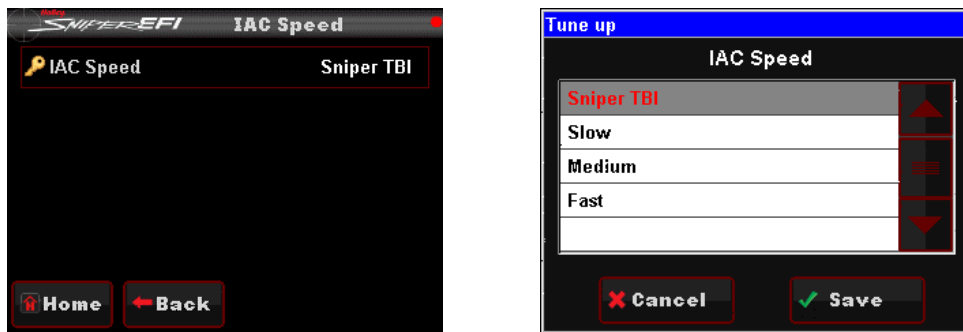 Holley
SNIPER EFI IAC Speed
IAC Speed Sniper TBI
Home Back
Tune up
IAC Speed
Sniper TBI
Slow
Medium
Fast
Cancel Save